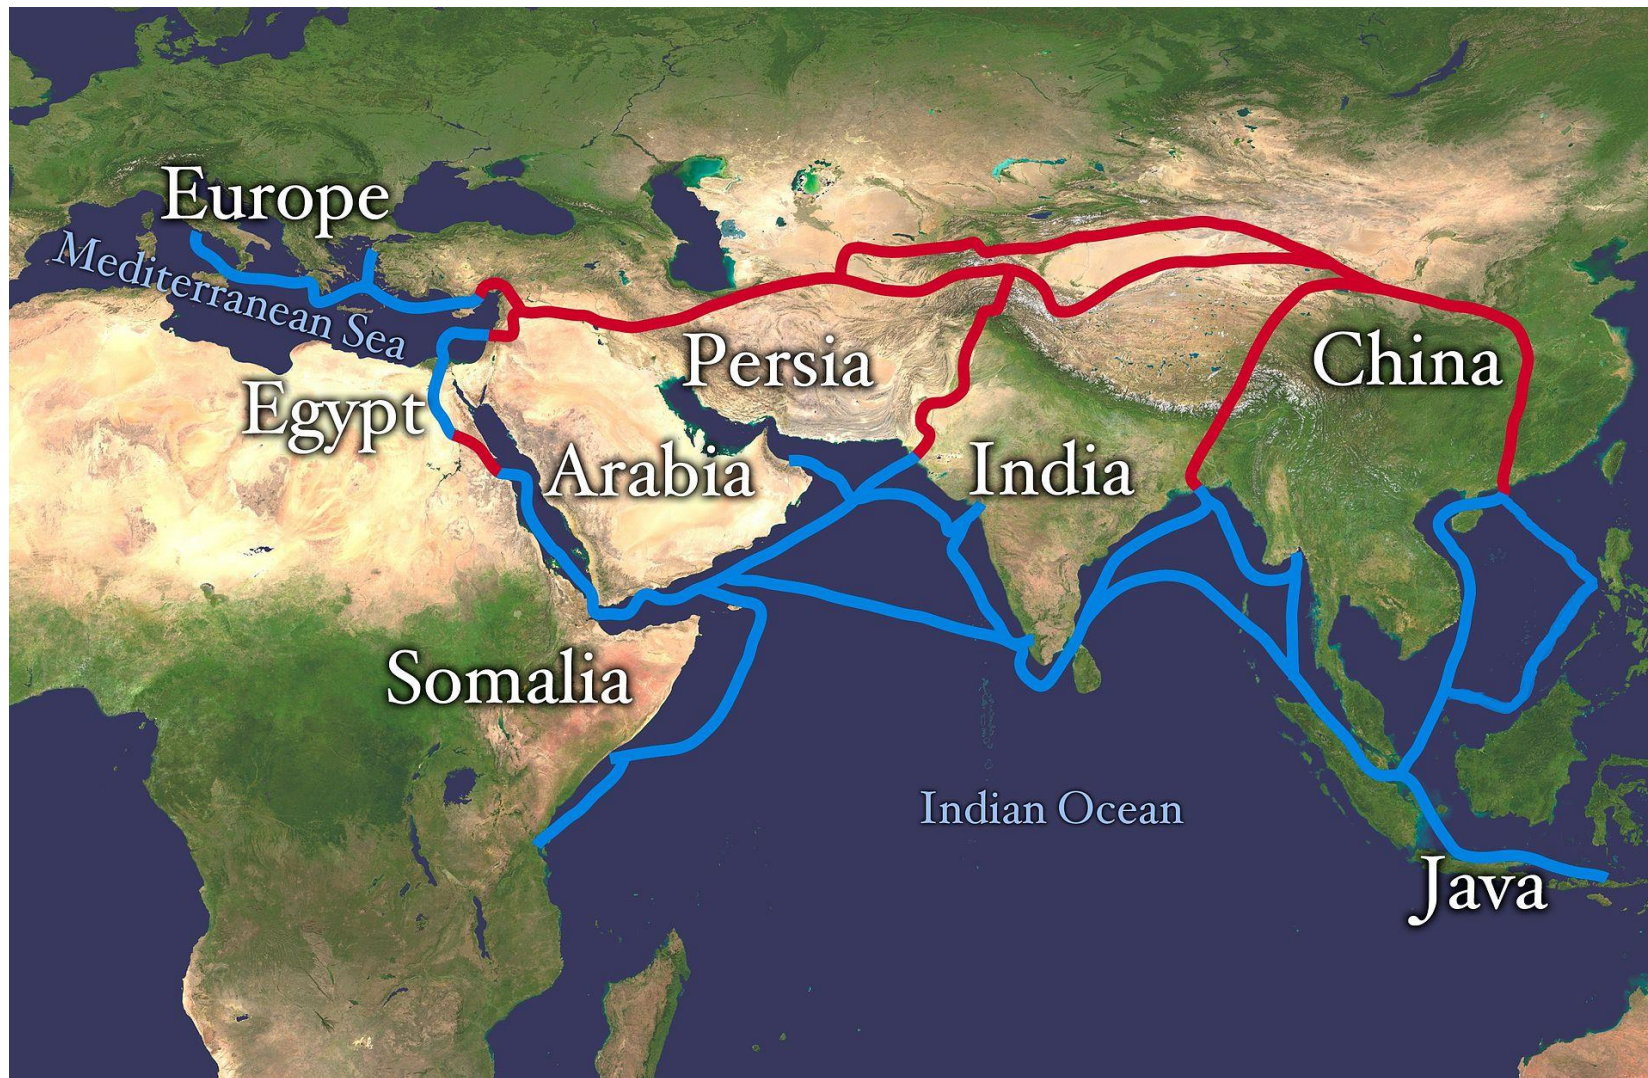 Europe
Mediterranean Sea
Persia
China
Egypt
Arabia
India
Somalia
Indian Ocean
Java